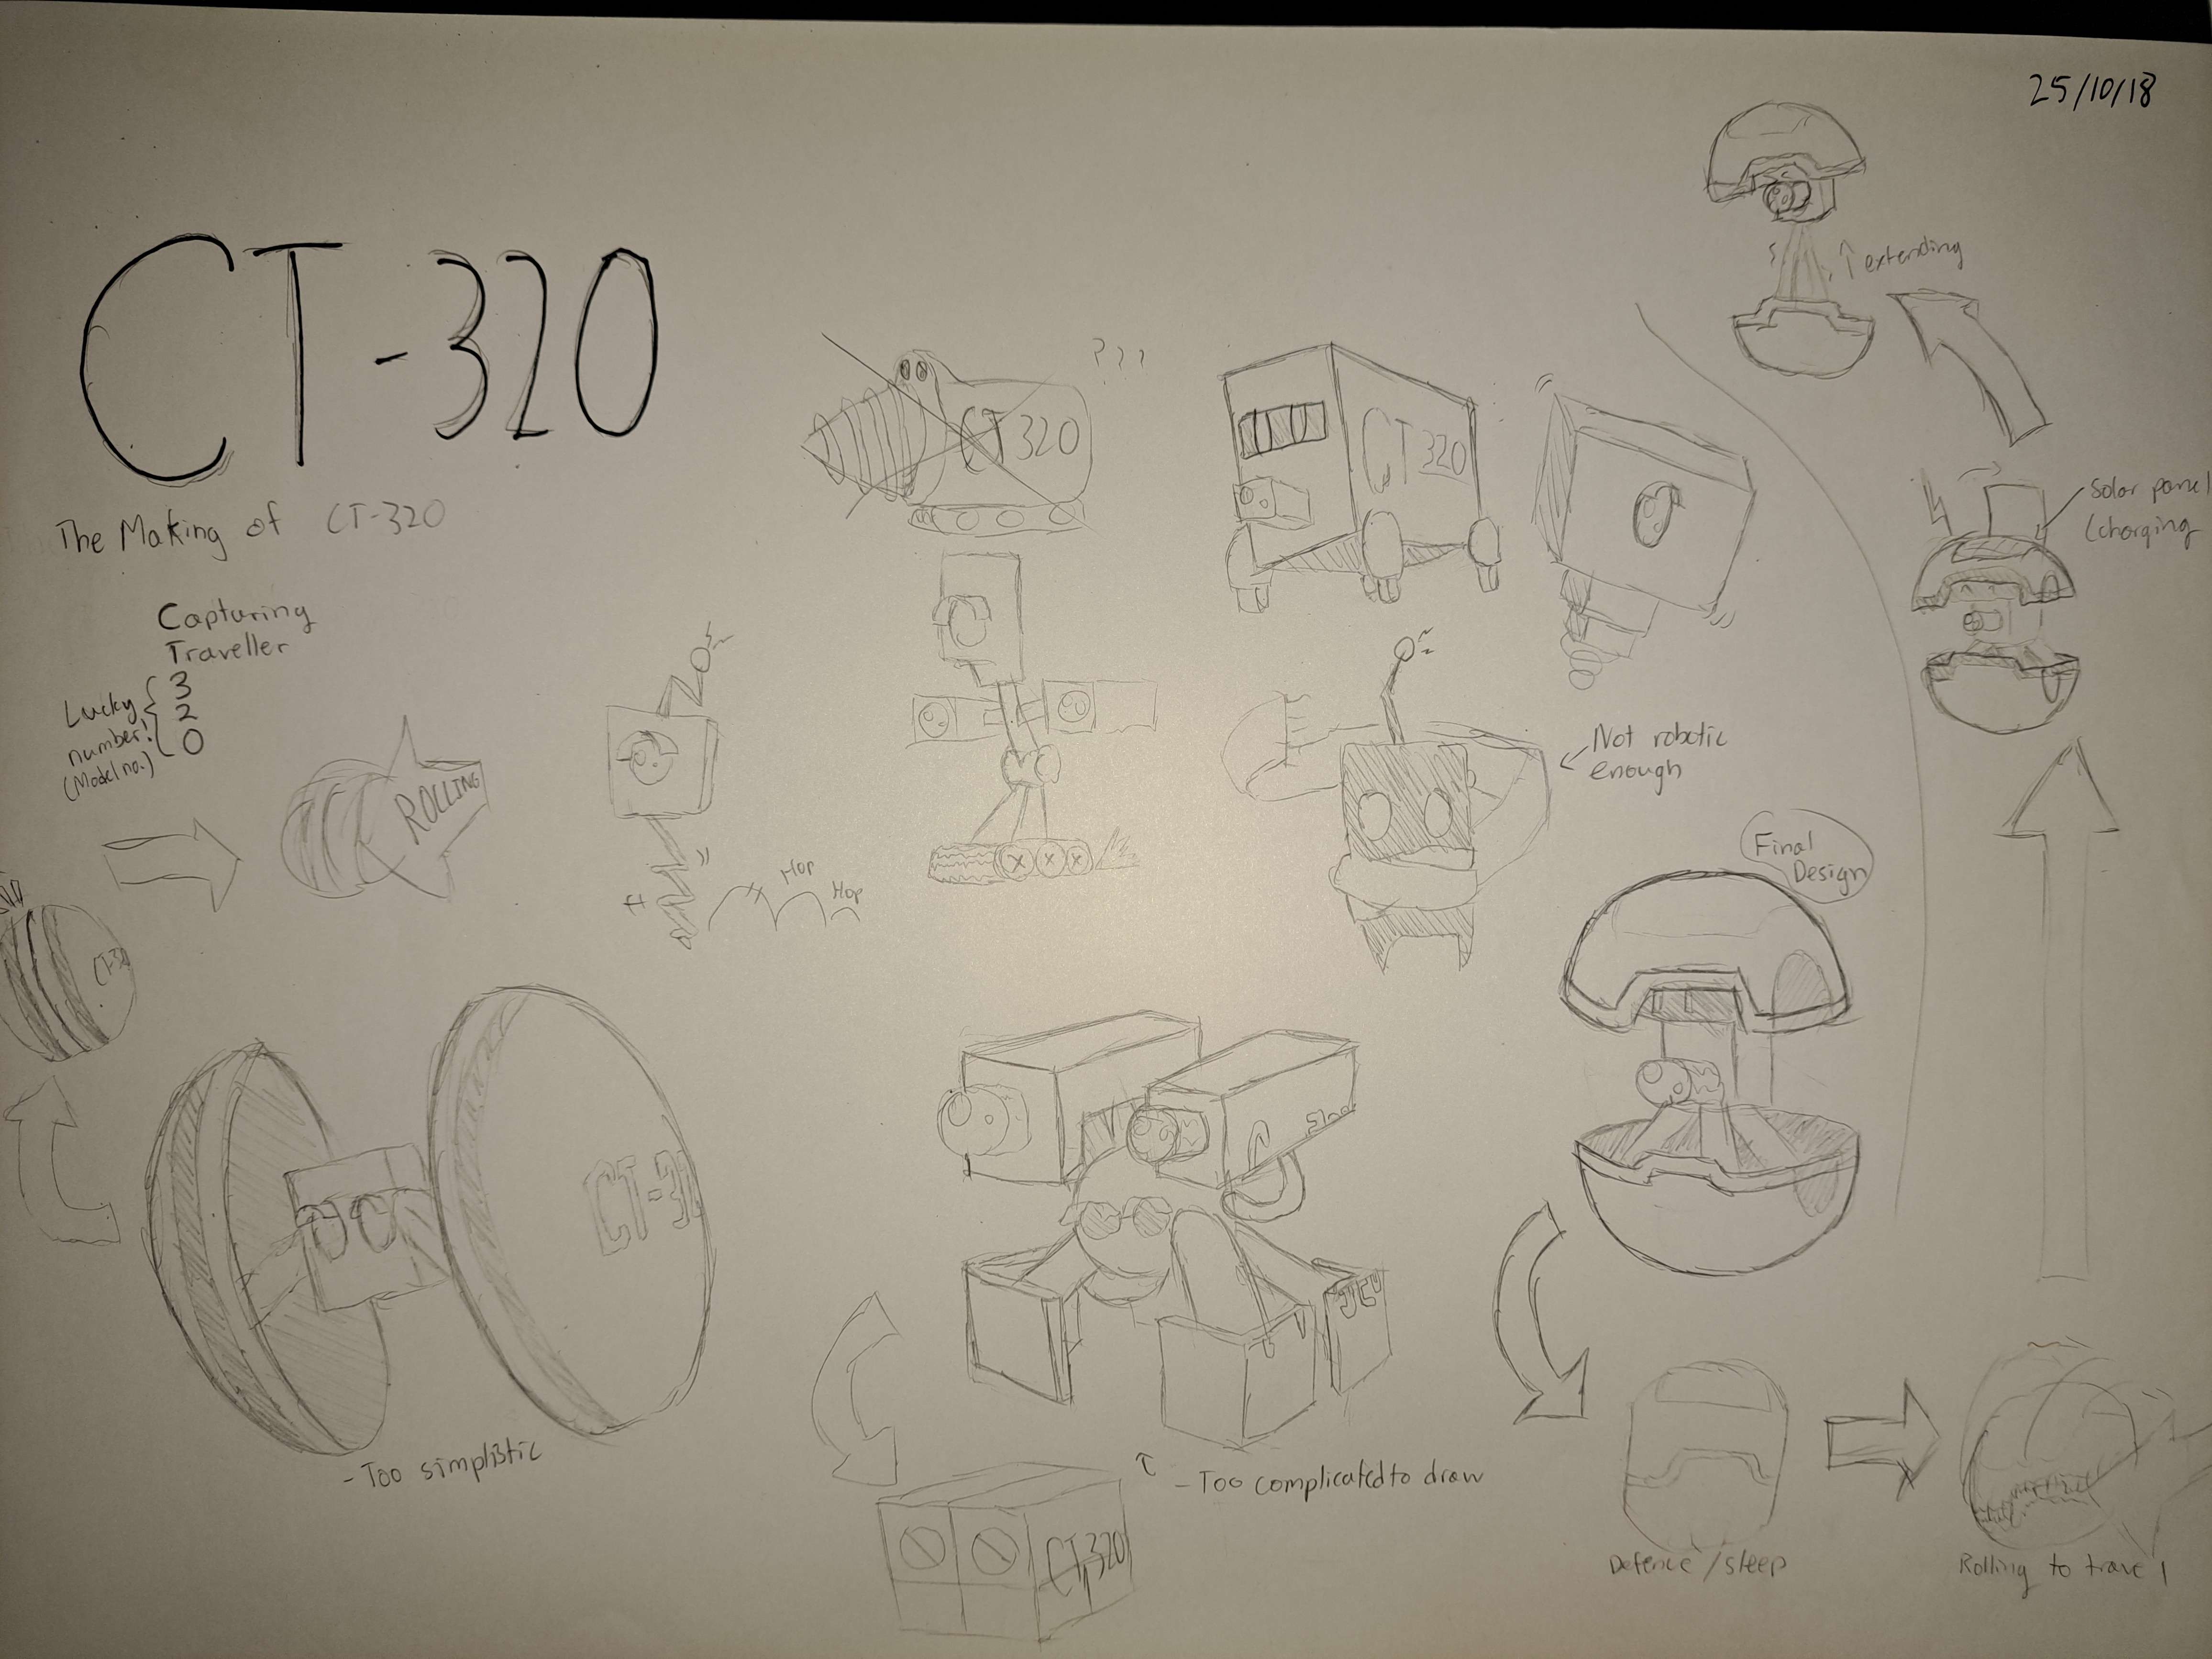 25/10/18
CT-320
The Making of CT-320
Capturing
Traveller
Lucky
number!
(Model no.)
3
2
0
ROLLING
CT-32
CT-32
- Too simplistic
Hop
Hop
CT 320
???
CT 320
Not robotic
enough
- Too complicated to draw
CT 320
Final
Design
Defence / sleep
Rolling to travel
solar panel
(charging
extending